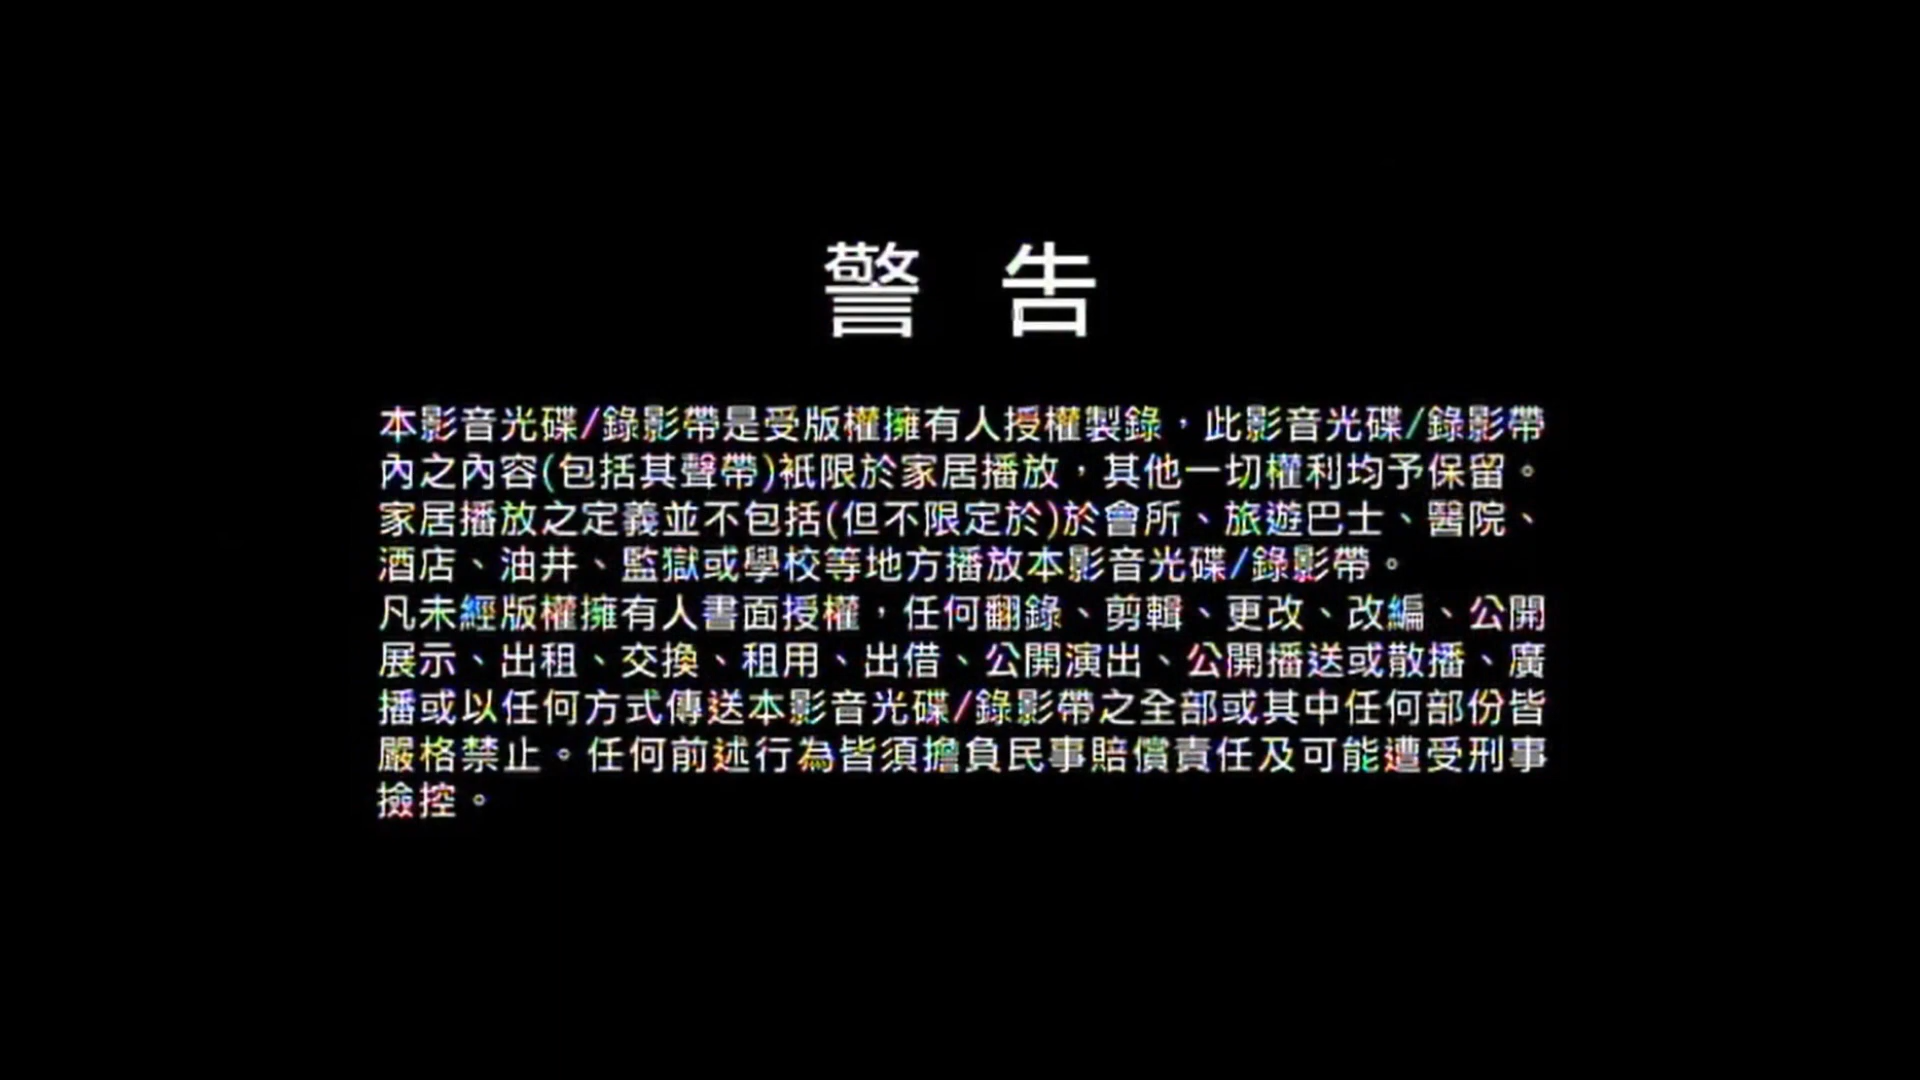 警 告
本影音光碟/錄影帶是受版權擁有人授權製錄，此影音光碟/錄影帶
內之內容(包括其聲帶)衹限於家居播放，其他一切權利均予保留。
家居播放之定義並不包括(但不限定於)於會所、旅遊巴士、醫院、
酒店、油井、監獄或學校等地方播放本影音光碟/錄影帶。
凡未經版權擁有人書面授權，任何翻錄、剪輯、更改、改編、公開
展示、出租、交換、租用、出借、公開演出、公開播送或散播、廣
播或以任何方式傳送本影音光碟/錄影帶之全部或其中任何部份皆
嚴格禁止。任何前述行為皆須擔負民事賠償責任及可能遭受刑事
撿控。